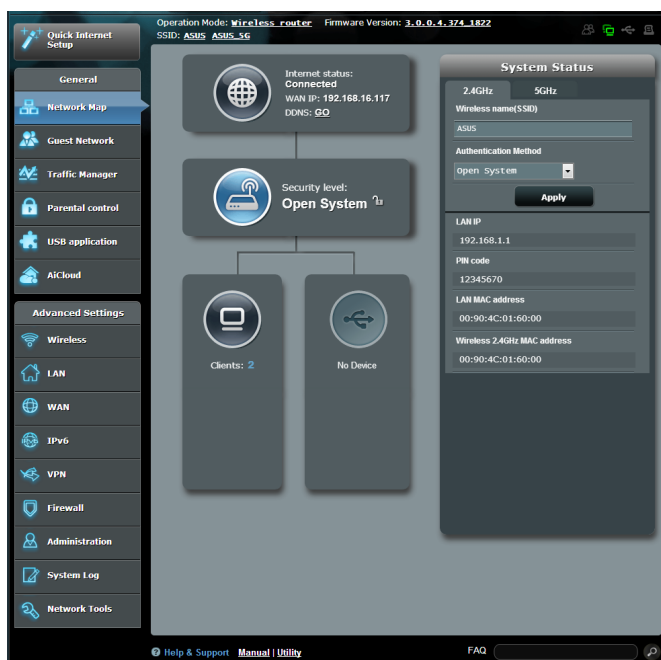 Quick Internet
Setup
Operation Mode: Wireless router Firmware Version: 3.0.0.4.374_1822
SSID: ASUS ASUS_5G
General
Network Map
Guest Network
Traffic Manager
Parental control
USB application
AiCloud
Advanced Settings
Wireless
LAN
WAN
IPv6
VPN
Firewall
Administration
System Log
Network Tools
Internet status:
Connected
WAN IP: 192.168.16.117
DDNS: GO
Security level:
Open System
Clients: 2
No Device
System Status
2.4GHz 5GHz
Wireless name(SSID)
ASUS
Authentication Method
Open System
Apply
LAN IP
192.168.1.1
PIN code
12345670
LAN MAC address
00:90:4C:01:60:00
Wireless 2.4GHz MAC address
00:90:4C:01:60:00
Help & Support Manual | Utility
FAQ